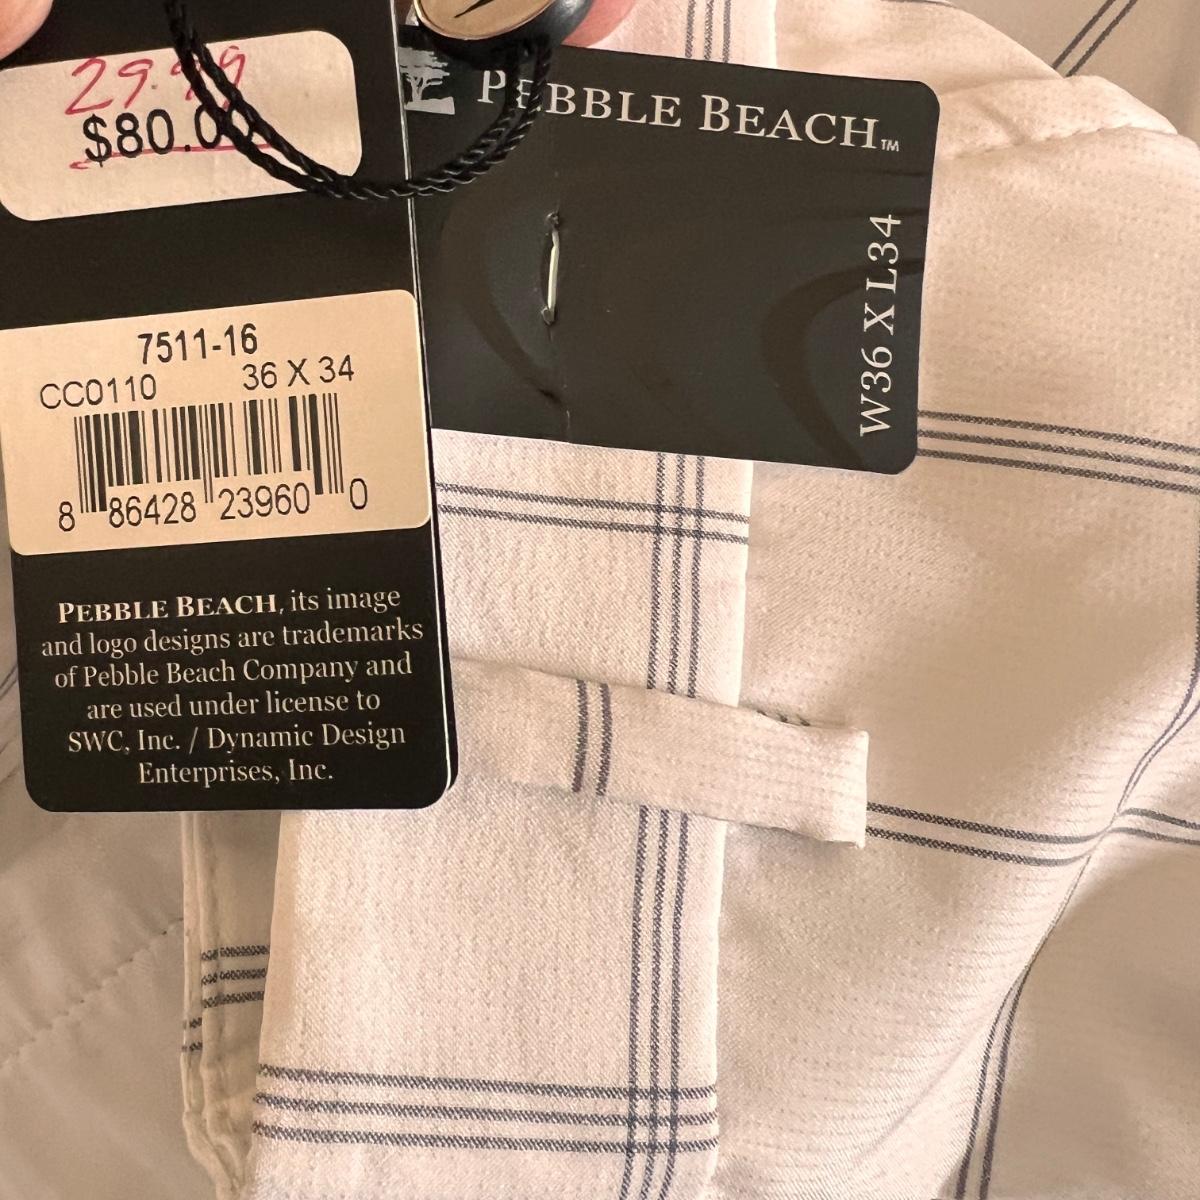 29.99
$80.00
PEBBLE BEACH™
W36 X L34
7511-16
CC0110 36 X 34
8 86428 23960 0
PEBBLE BEACH, its image
and logo designs are trademarks
of Pebble Beach Company and
are used under license to
SWC, Inc. / Dynamic Design
Enterprises, Inc.